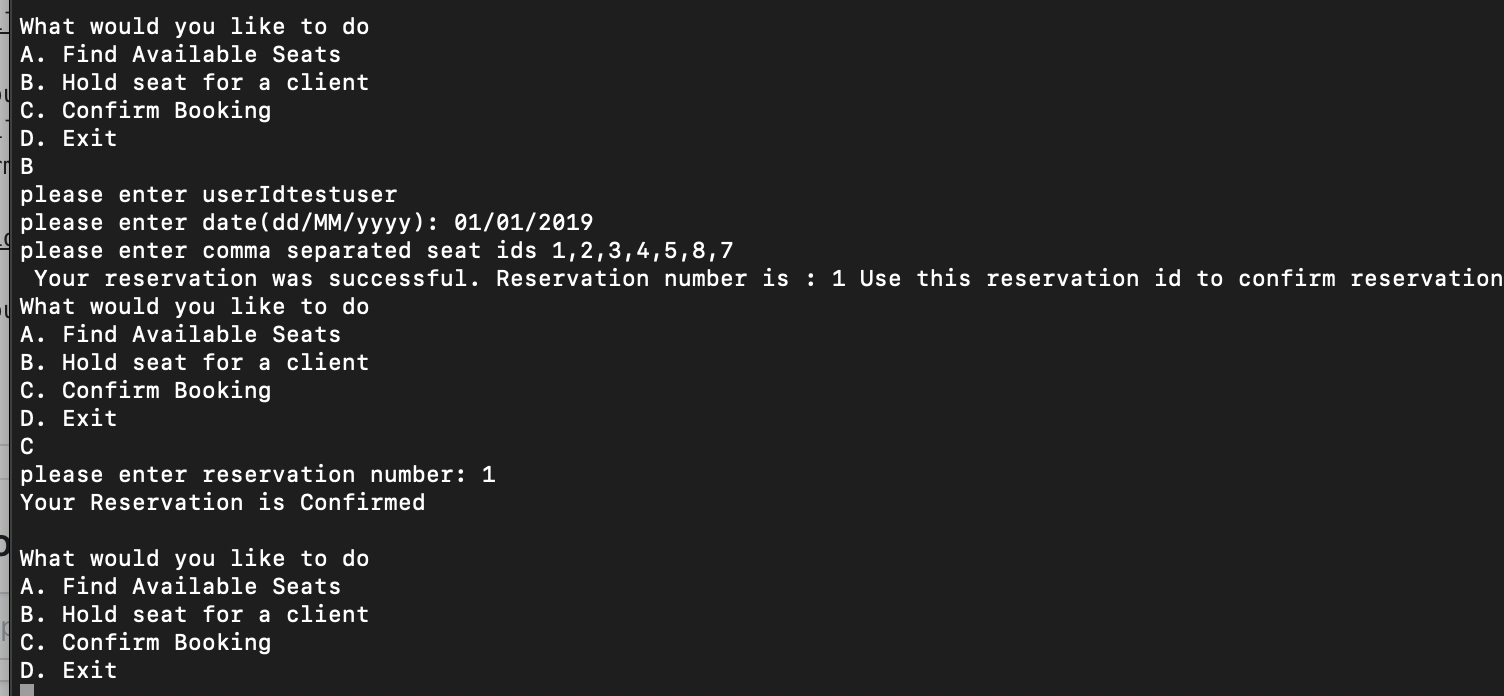 What would you like to do
A. Find Available Seats
B. Hold seat for a client
C. Confirm Booking
D. Exit
B
please enter userIdtestuser
please enter date(dd/MM/yyyy): 01/01/2019
please enter comma separated seat ids 1,2,3,4,5,8,7
Your reservation was successful. Reservation number is : 1 Use this reservation id to confirm reservation
What would you like to do
A. Find Available Seats
B. Hold seat for a client
C. Confirm Booking
D. Exit
C
please enter reservation number: 1
Your Reservation is Confirmed
What would you like to do
A. Find Available Seats
B. Hold seat for a client
C. Confirm Booking
D. Exit